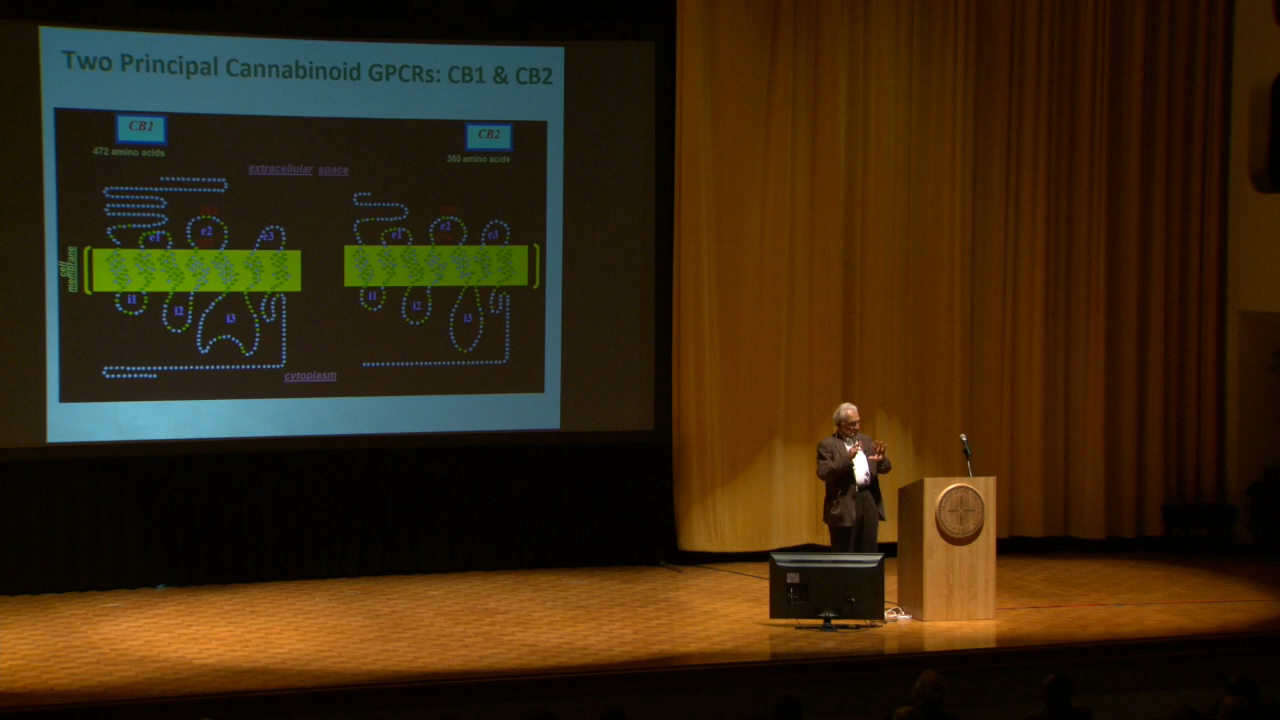 Two Principal Cannabinoid GPCRs: CB1 & CB2
CB1
CB2
472 amino acids
360 amino acids
extracellular space
e1
e2
e3
e1
e2
e3
cell
membrane
i1
i2
i3
i1
i2
i3
cytoplasm